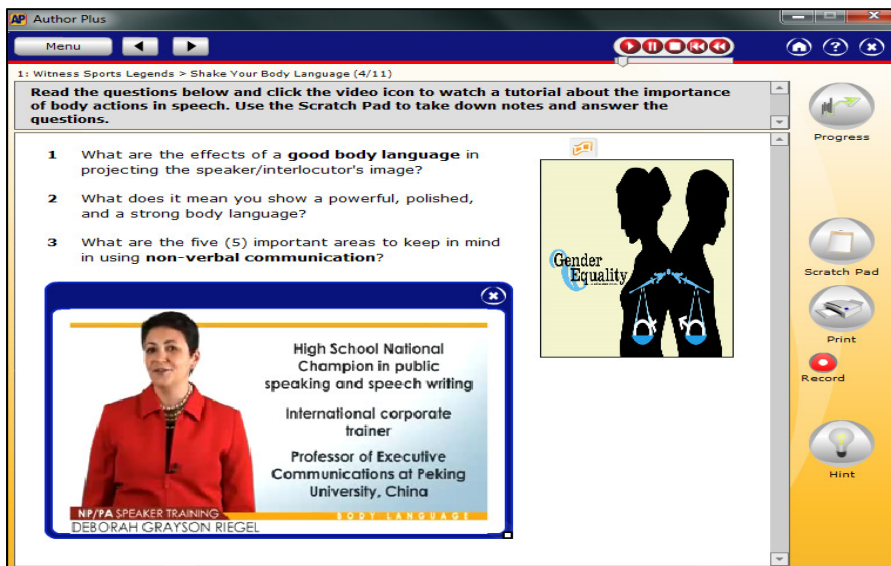 AP Author Plus
Menu
1: Witness Sports Legends > Shake Your Body Language (4/11)
Read the questions below and click the video icon to watch a tutorial about the importance
of body actions in speech. Use the Scratch Pad to take down notes and answer the
questions.
1 What are the effects of a good body language in
projecting the speaker/interlocutor's image?
2 What does it mean you show a powerful, polished,
and a strong body language?
3 What are the five (5) important areas to keep in mind
in using non-verbal communication?
Gender
Equality
High School National
Champion in public
speaking and speech writing
International corporate
trainer
Professor of Executive
Communications at Peking
University, China
NP/PA SPEAKER TRAINING
BODY LANGUAGE
DEBORAH GRAYSON RIEGEL
Progress
Scratch Pad
Print
Record
Hint